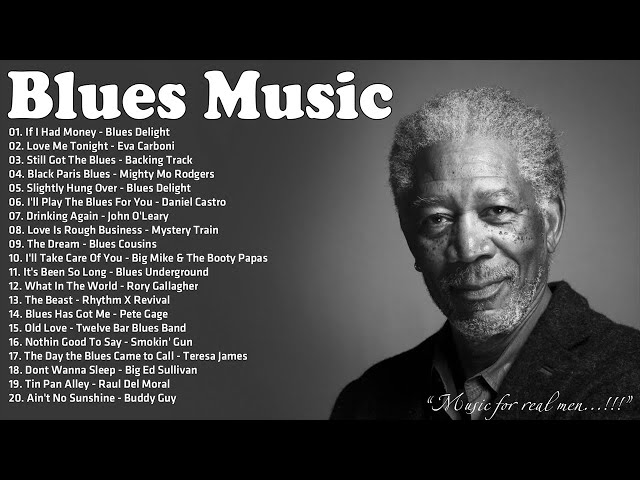 Blues Music
01. If I Had Money - Blues Delight
02. Love Me Tonight - Eva Carboni
03. Still Got The Blues - Backing Track
04. Black Paris Blues - Mighty Mo Rodgers
05. Slightly Hung Over - Blues Delight
06. I'll Play The Blues For You - Daniel Castro
07. Drinking Again - John O'Leary
08. Love Is Rough Business - Mystery Train
09. The Dream - Blues Cousins
10. I'll Take Care Of You - Big Mike & The Booty Papas
11. It's Been So Long - Blues Underground
12. What In The World - Rory Gallagher
13. The Beast - Rhythm X Revival
14. Blues Has Got Me - Pete Gage
15. Old Love - Twelve Bar Blues Band
16. Nothin Good To Say - Smokin' Gun
17. The Day the Blues Came to Call - Teresa James
18. Dont Wanna Sleep - Big Ed Sullivan
19. Tin Pan Alley - Raul Del Moral
20. Ain't No Sunshine - Buddy Guy
“Music for real men...!!!”